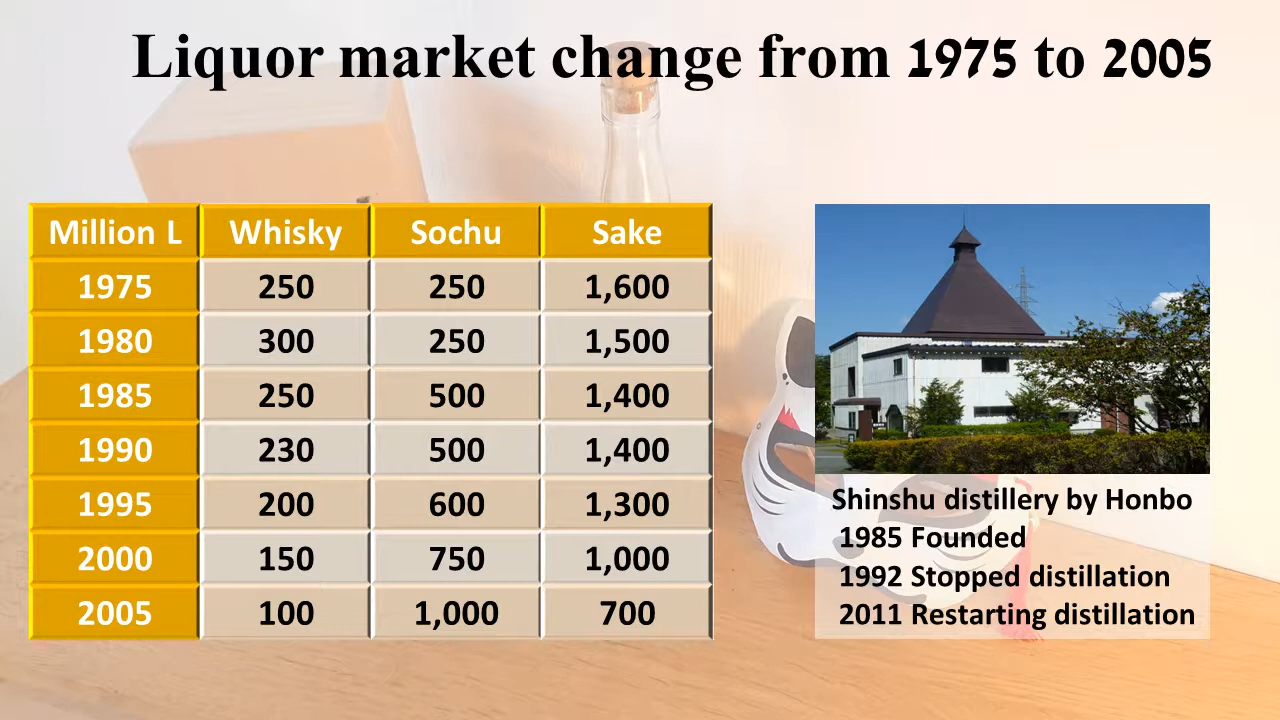 Liquor market change from 1975 to 2005
Million L Whisky Sochu Sake
1975 250 250 1,600
1980 300 250 1,500
1985 250 500 1,400
1990 230 500 1,400
1995 200 600 1,300
2000 150 750 1,000
2005 100 1,000 700
Shinshu distillery by Honbo
1985 Founded
1992 Stopped distillation
2011 Restarting distillation